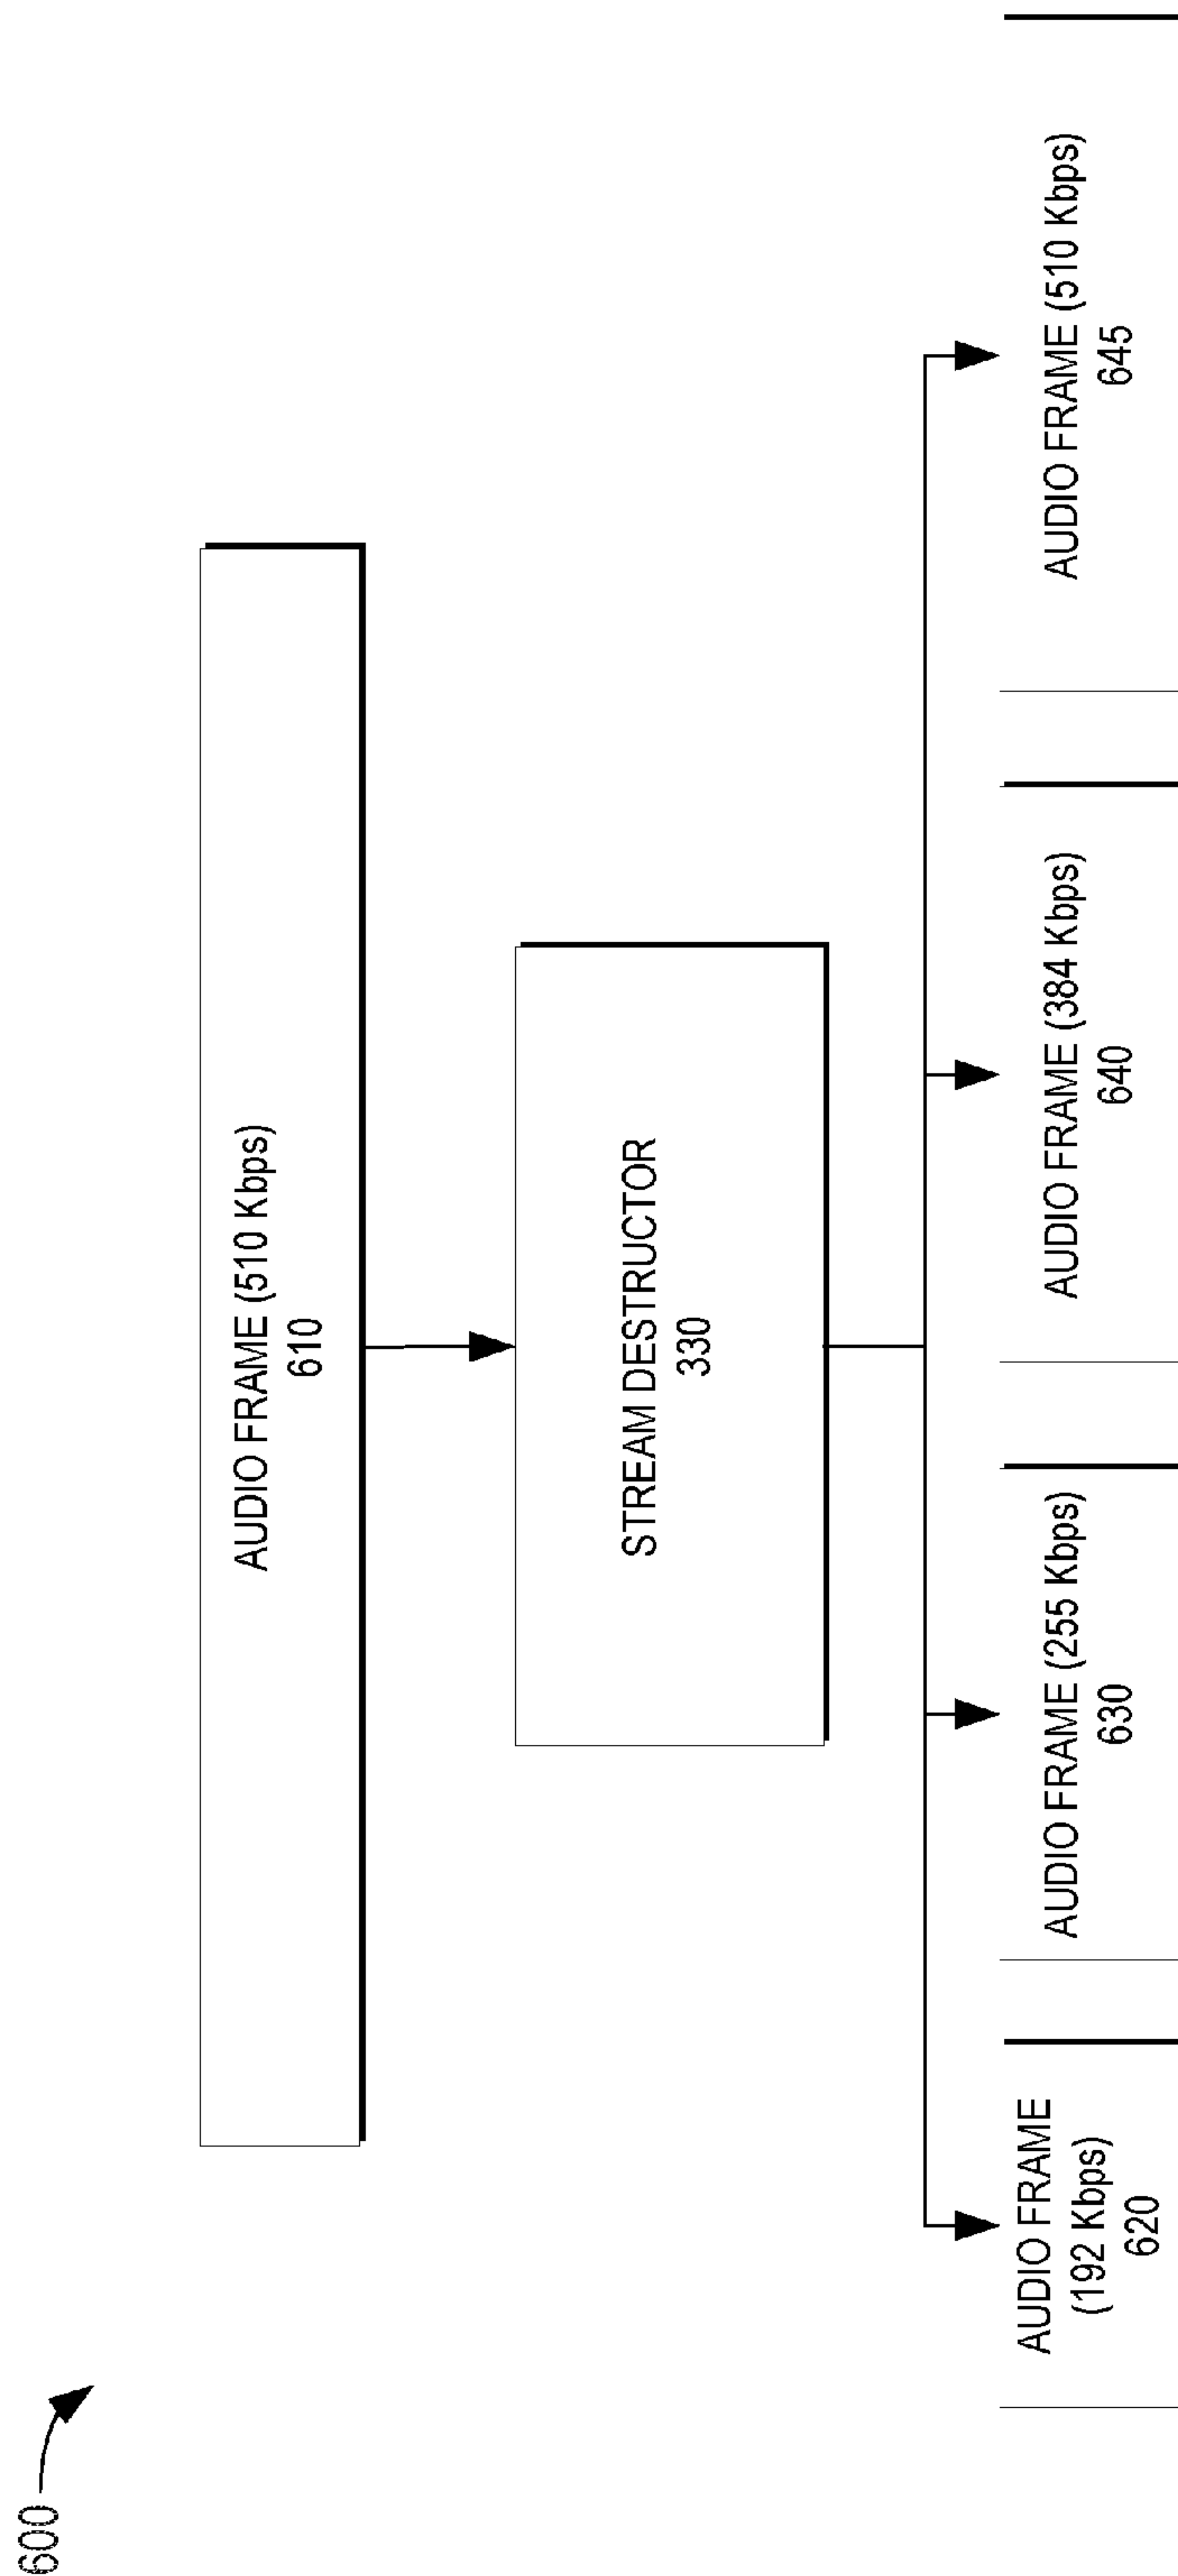 600
AUDIO FRAME (510 Kbps)
610
STREAM DESTRUCTOR
330
AUDIO FRAME
(192 Kbps)
620
AUDIO FRAME (255 Kbps)
630
AUDIO FRAME (384 Kbps)
640
AUDIO FRAME (510 Kbps)
645